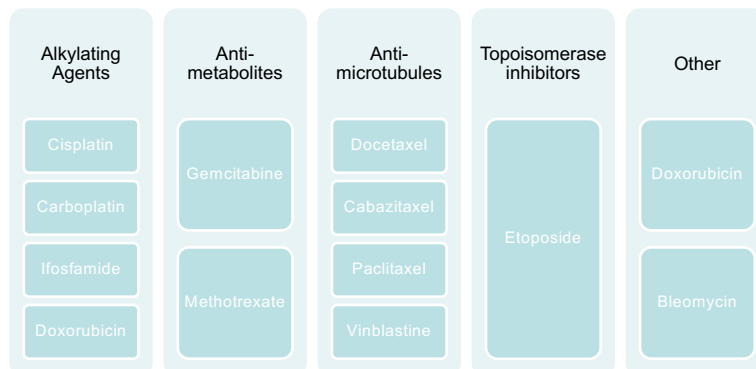 Alkylating
Agents
Cisplatin
Carboplatin
Ifosfamide
Doxorubicin
Anti-
metabolites
Gemcitabine
Methotrexate
Anti-
microtubules
Docetaxel
Cabazitaxel
Paclitaxel
Vinblastine
Topoisomerase
inhibitors
Etoposide
Other
Doxorubicin
Bleomycin